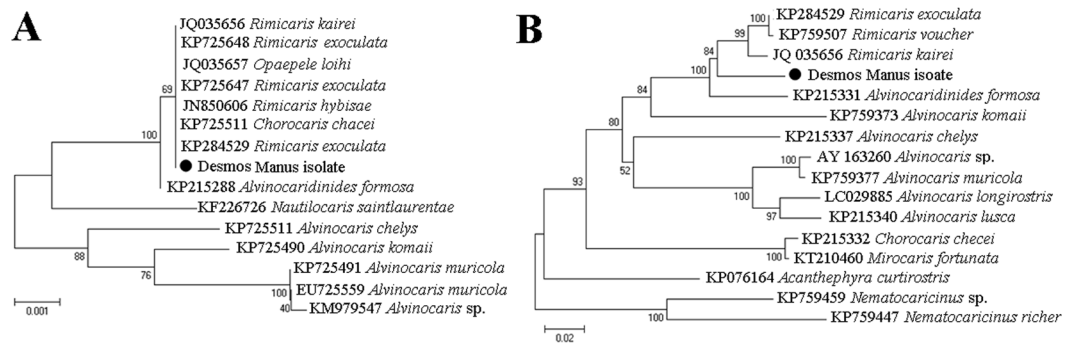 A
JQ035656 Rimicaris kairei
KP725648 Rimicaris exoculata
JQ035657 Opaepele loihi
69
KP725647 Rimicaris exoculata
JN850606 Rimicaris hybisae
KP725511 Chorocaris chacei
100
KP284529 Rimicaris exoculata
Desmos Manus isolate
KP215288 Alvinocaridinides formosa
KF226726 Nautilocaris saintlaurentae
KP725511 Alvinocaris chelys
88
KP725490 Alvinocaris komaii
76
KP725491 Alvinocaris muricola
100
EU725559 Alvinocaris muricola
40
KM979547 Alvinocaris sp.
0.001
B
KP284529 Rimicaris exoculata
100
KP759507 Rimicaris voucher
99
JQ 035656 Rimicaris kairei
84
100
Desmos Manus isoate
84
KP215331 Alvinocaridinides formosa
KP759373 Alvinocaris komaii
80
KP215337 Alvinocaris chelys
52
AY 163260 Alvinocaris sp.
100
KP759377 Alvinocaris muricola
93
100
LC029885 Alvinocaris longirostris
97
KP215340 Alvinocaris lusca
KP215332 Chorocaris checei
100
KT210460 Mirocaris fortunata
KP076164 Acanthephyra curtirostris
KP759459 Nematocaricinus sp.
100
KP759447 Nematocaricinus richer
0.02